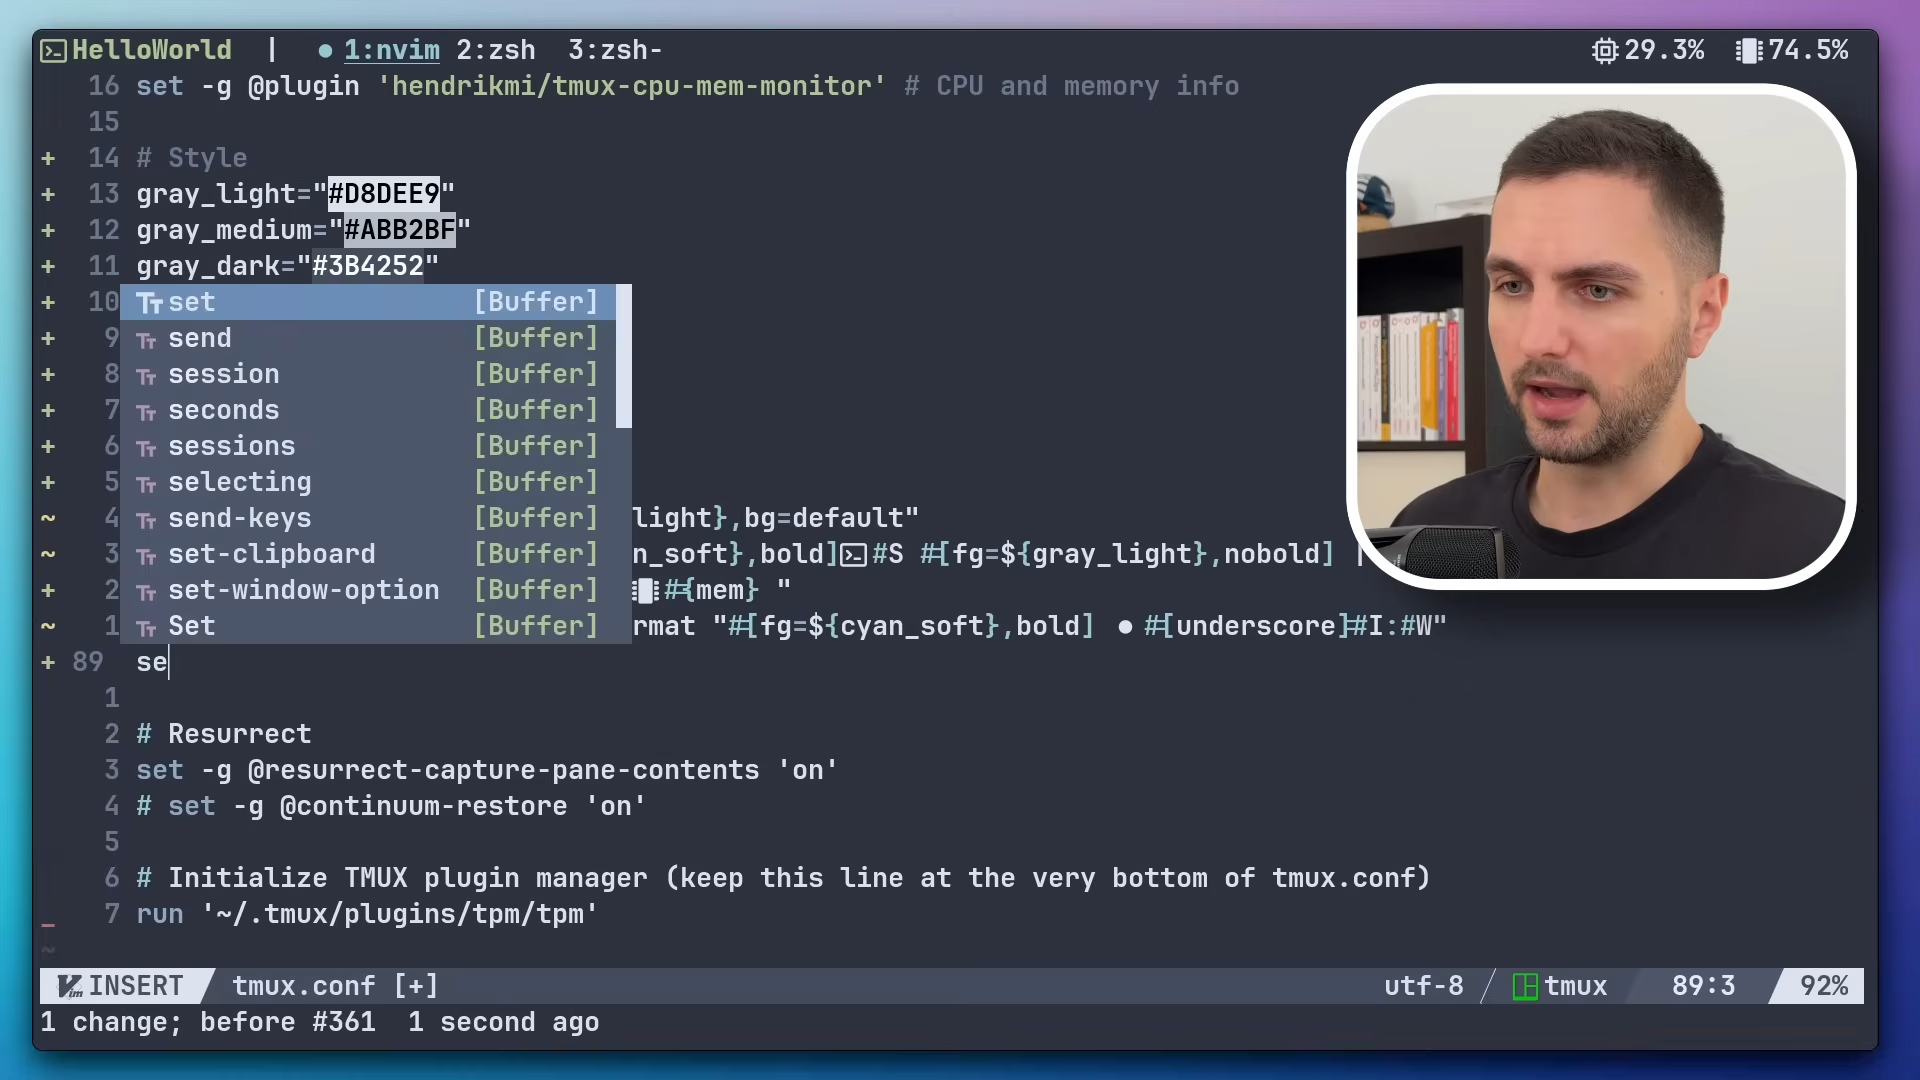 HelloWorld | ● 1:nvim 2:zsh 3:zsh- 29.3% 74.5%
16 set -g @plugin 'hendrikmi/tmux-cpu-mem-monitor' # CPU and memory info
15
+ 14 # Style
+ 13 gray_light="#D8DEE9"
+ 12 gray_medium="#ABB2BF"
+ 11 gray_dark="#3B4252"
+ 10 set [Buffer]
+ 9 send [Buffer]
+ 8 session [Buffer]
+ 7 seconds [Buffer]
+ 6 sessions [Buffer]
+ 5 selecting [Buffer]
~ 4 send-keys [Buffer] light},bg=default"
~ 3 set-clipboard [Buffer] n_soft},bold]#S #[fg=${gray_light},nobold] |
+ 2 set-window-option [Buffer] #{mem} "
~ 1 Set [Buffer] rmat "#[fg=${cyan_soft},bold] ● #[underscore]#I:#W"
+ 89 se
1
2 # Resurrect
3 set -g @resurrect-capture-pane-contents 'on'
4 # set -g @continuum-restore 'on'
5
6 # Initialize TMUX plugin manager (keep this line at the very bottom of tmux.conf)
7 run '~/.tmux/plugins/tpm/tpm'
~
INSERT tmux.conf [+] utf-8 tmux 89:3 92%
1 change; before #361 1 second ago